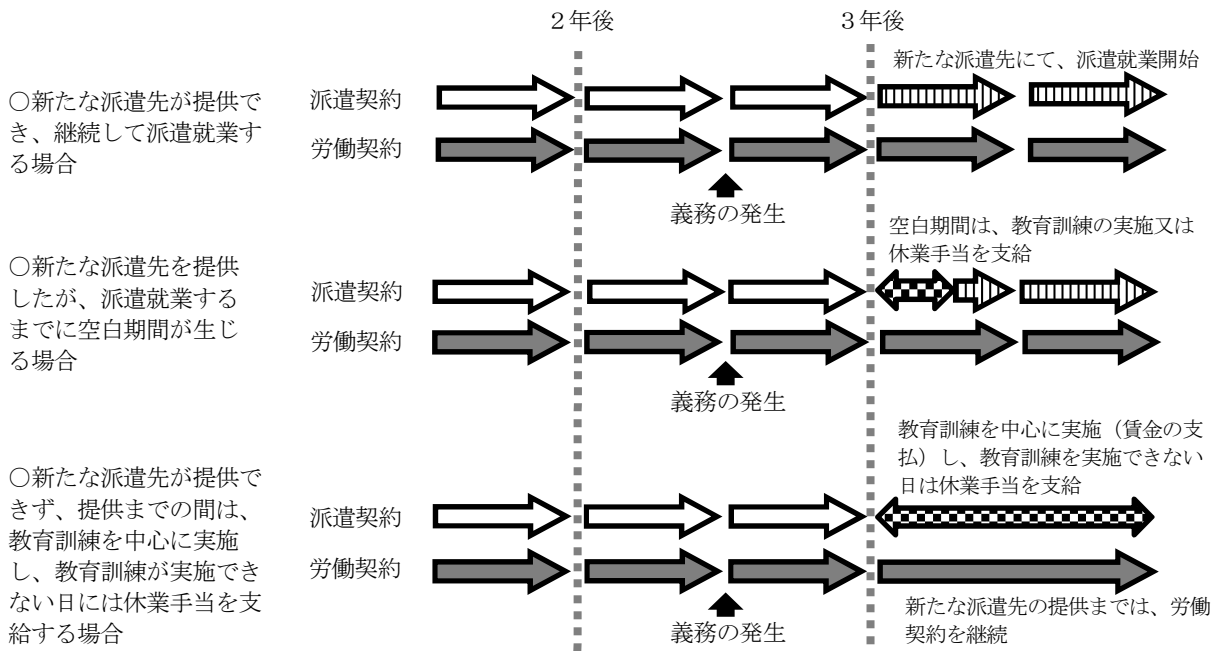 ２年後
３年後
新たな派遣先にて、派遣就業開始
○新たな派遣先が提供で
き、継続して派遣就業す
る場合
派遣契約
労働契約
義務の発生
空白期間は、教育訓練の実施又は
休業手当を支給
○新たな派遣先を提供
したが、派遣就業する
までに空白期間が生じ
る場合
派遣契約
労働契約
義務の発生
教育訓練を中心に実施（賃金の支
払）し、教育訓練を実施できない
日は休業手当を支給
○新たな派遣先が提供で
きず、提供までの間は、
教育訓練を中心に実施
し、教育訓練が実施でき
ない日には休業手当を支
給する場合
派遣契約
労働契約
義務の発生
新たな派遣先の提供までは、労働
契約を継続